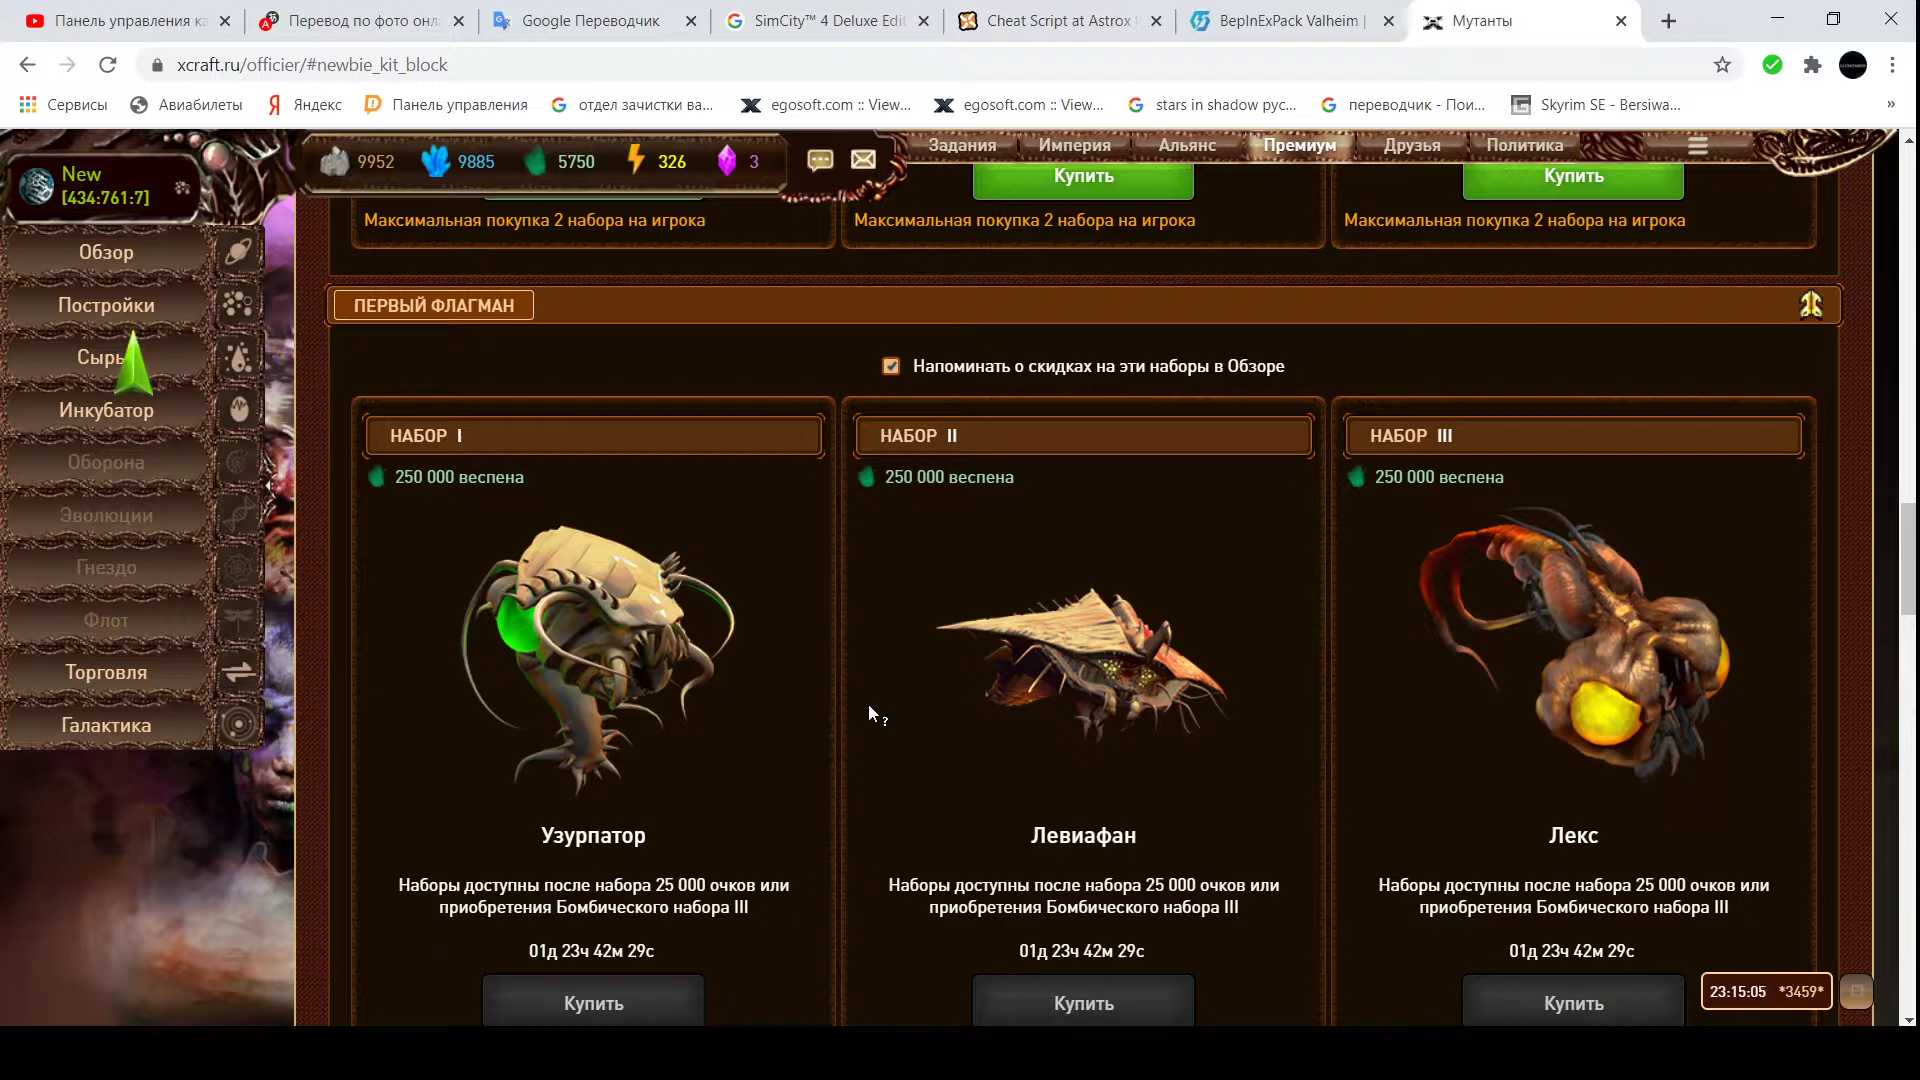 Панель управления ка
Перевод по фото онл
Google Переводчик
SimCity™ 4 Deluxe Edit
Cheat Script at Astrox
BepInExPack Valheim |
Мутанты
xcraft.ru/officier/#newbie_kit_block
Сервисы
Авиабилеты
Яндекс
Панель управления
отдел зачистки ва...
egosoft.com :: View...
egosoft.com :: View...
stars in shadow рус...
переводчик - Пои...
Skyrim SE - Bersiwa...
»
New
[434:761:7]
9952
9885
5750
326
3
Задания
Империя
Альянс
Премиум
Друзья
Политика
Обзор
Постройки
Сырь
Инкубатор
Оборона
Эволюции
Гнездо
Флот
Торговля
Галактика
Купить
Купить
Максимальная покупка 2 набора на игрока
Максимальная покупка 2 набора на игрока
Максимальная покупка 2 набора на игрока
ПЕРВЫЙ ФЛАГМАН
Напоминать о скидках на эти наборы в Обзоре
НАБОР I
250 000 веспена
Узурпатор
Наборы доступны после набора 25 000 очков или
приобретения Бомбического набора III
01д 23ч 42м 29с
Купить
НАБОР II
250 000 веспена
Левиафан
Наборы доступны после набора 25 000 очков или
приобретения Бомбического набора III
01д 23ч 42м 29с
Купить
НАБОР III
250 000 веспена
Лекс
Наборы доступны после набора 25 000 очков или
приобретения Бомбического набора III
01д 23ч 42м 29с
Купить
23:15:05 *3459*